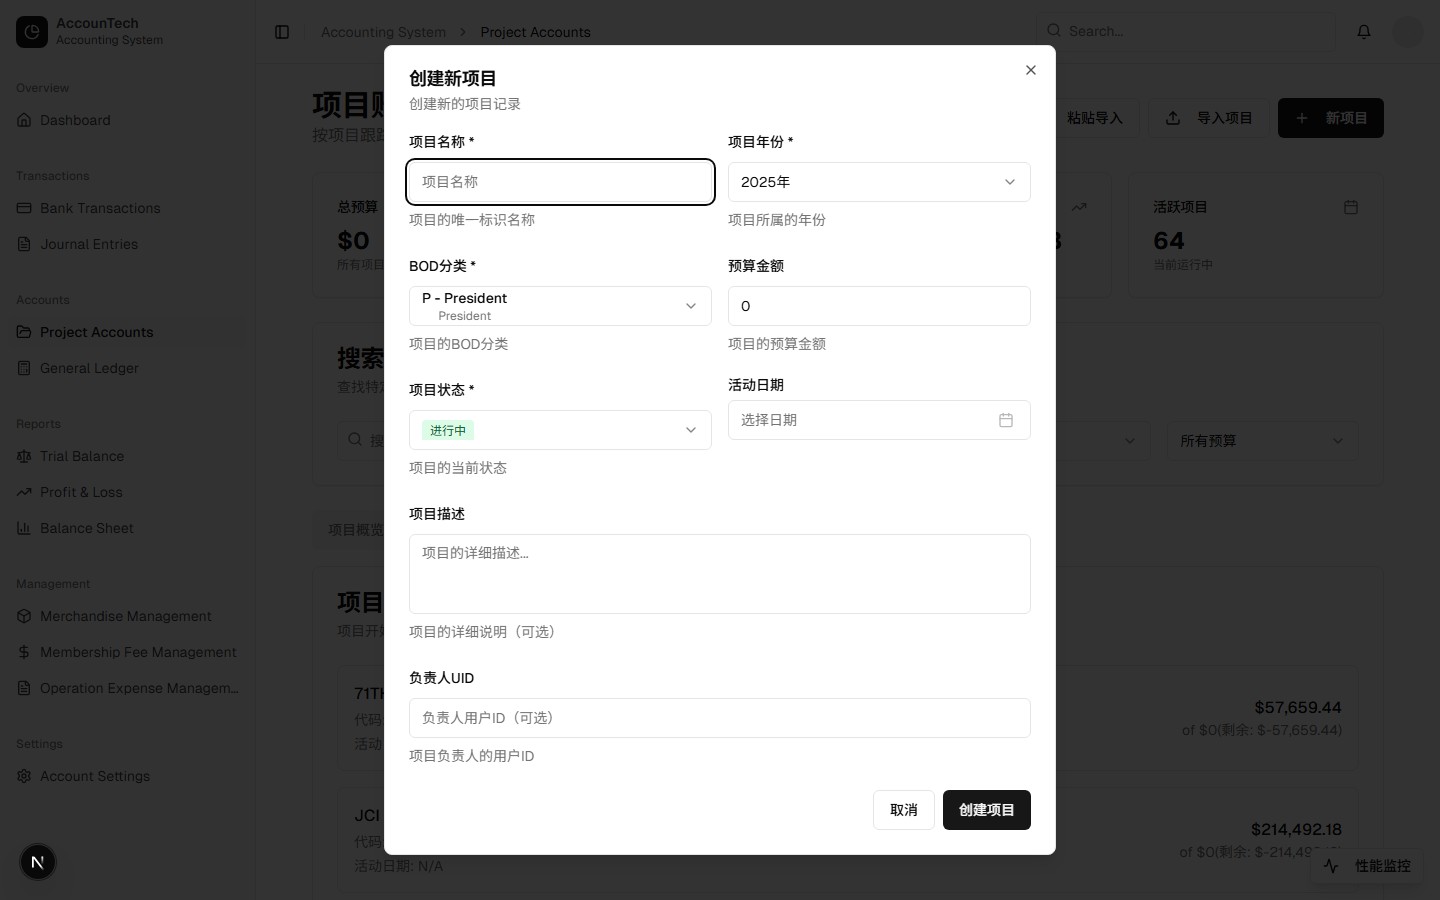 AccounTech
Accounting System
Accounting System
Project Accounts
Search...
Overview
Dashboard
Transactions
Bank Transactions
Journal Entries
Accounts
Project Accounts
General Ledger
Reports
Trial Balance
Profit & Loss
Balance Sheet
Management
Merchandise Management
Membership Fee Management
Operation Expense Managem...
Settings
Account Settings
项目
粘贴导入
导入项目
新项目
总预算
$0
所有项目
活跃项目
64
当前运行中
搜索
所有预算
项目概览
项目
项目开
71T
代码
活动
$57,659.44
of $0(剩余: $-57,659.44)
JCI
代码
活动日期: N/A
$214,492.18
of $0(剩余: $-214,49
性能监控
创建新项目
创建新的项目记录
项目名称 *
项目名称
项目的唯一标识名称
项目年份 *
2025年
项目所属的年份
BOD分类 *
P - President
President
项目的BOD分类
预算金额
0
项目的预算金额
项目状态 *
进行中
项目的当前状态
活动日期
选择日期
项目描述
项目的详细描述...
项目的详细说明（可选）
负责人UID
负责人用户ID（可选）
项目负责人的用户ID
取消
创建项目